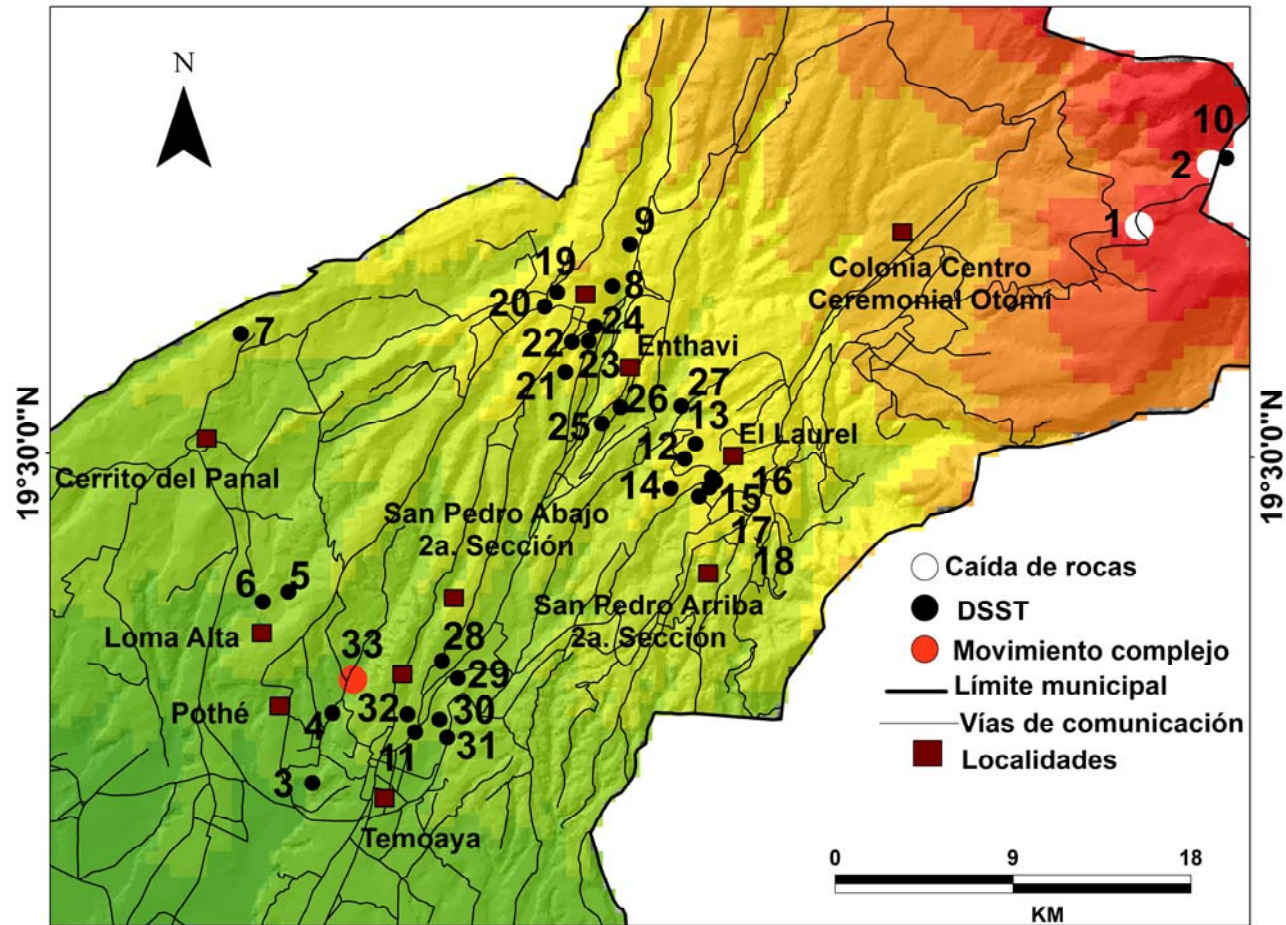 N
10
2
1
9
19
8
20
24
Colonia Centro
Ceremonial Otomí
7
22
23
Enthavi
21
26
27
25
13
12
El Laurel
19°30'0"N
19°30'0"N
Cerrito del Panal
14
16
15
San Pedro Abajo
2a. Sección
17
18
6
5
San Pedro Arriba
2a. Sección
Loma Alta
33
28
29
Pothé
4
32
30
11
31
3
Temoaya
Caída de rocas
DSST
Movimiento complejo
Límite municipal
Vías de comunicación
Localidades
0 9 18
KM